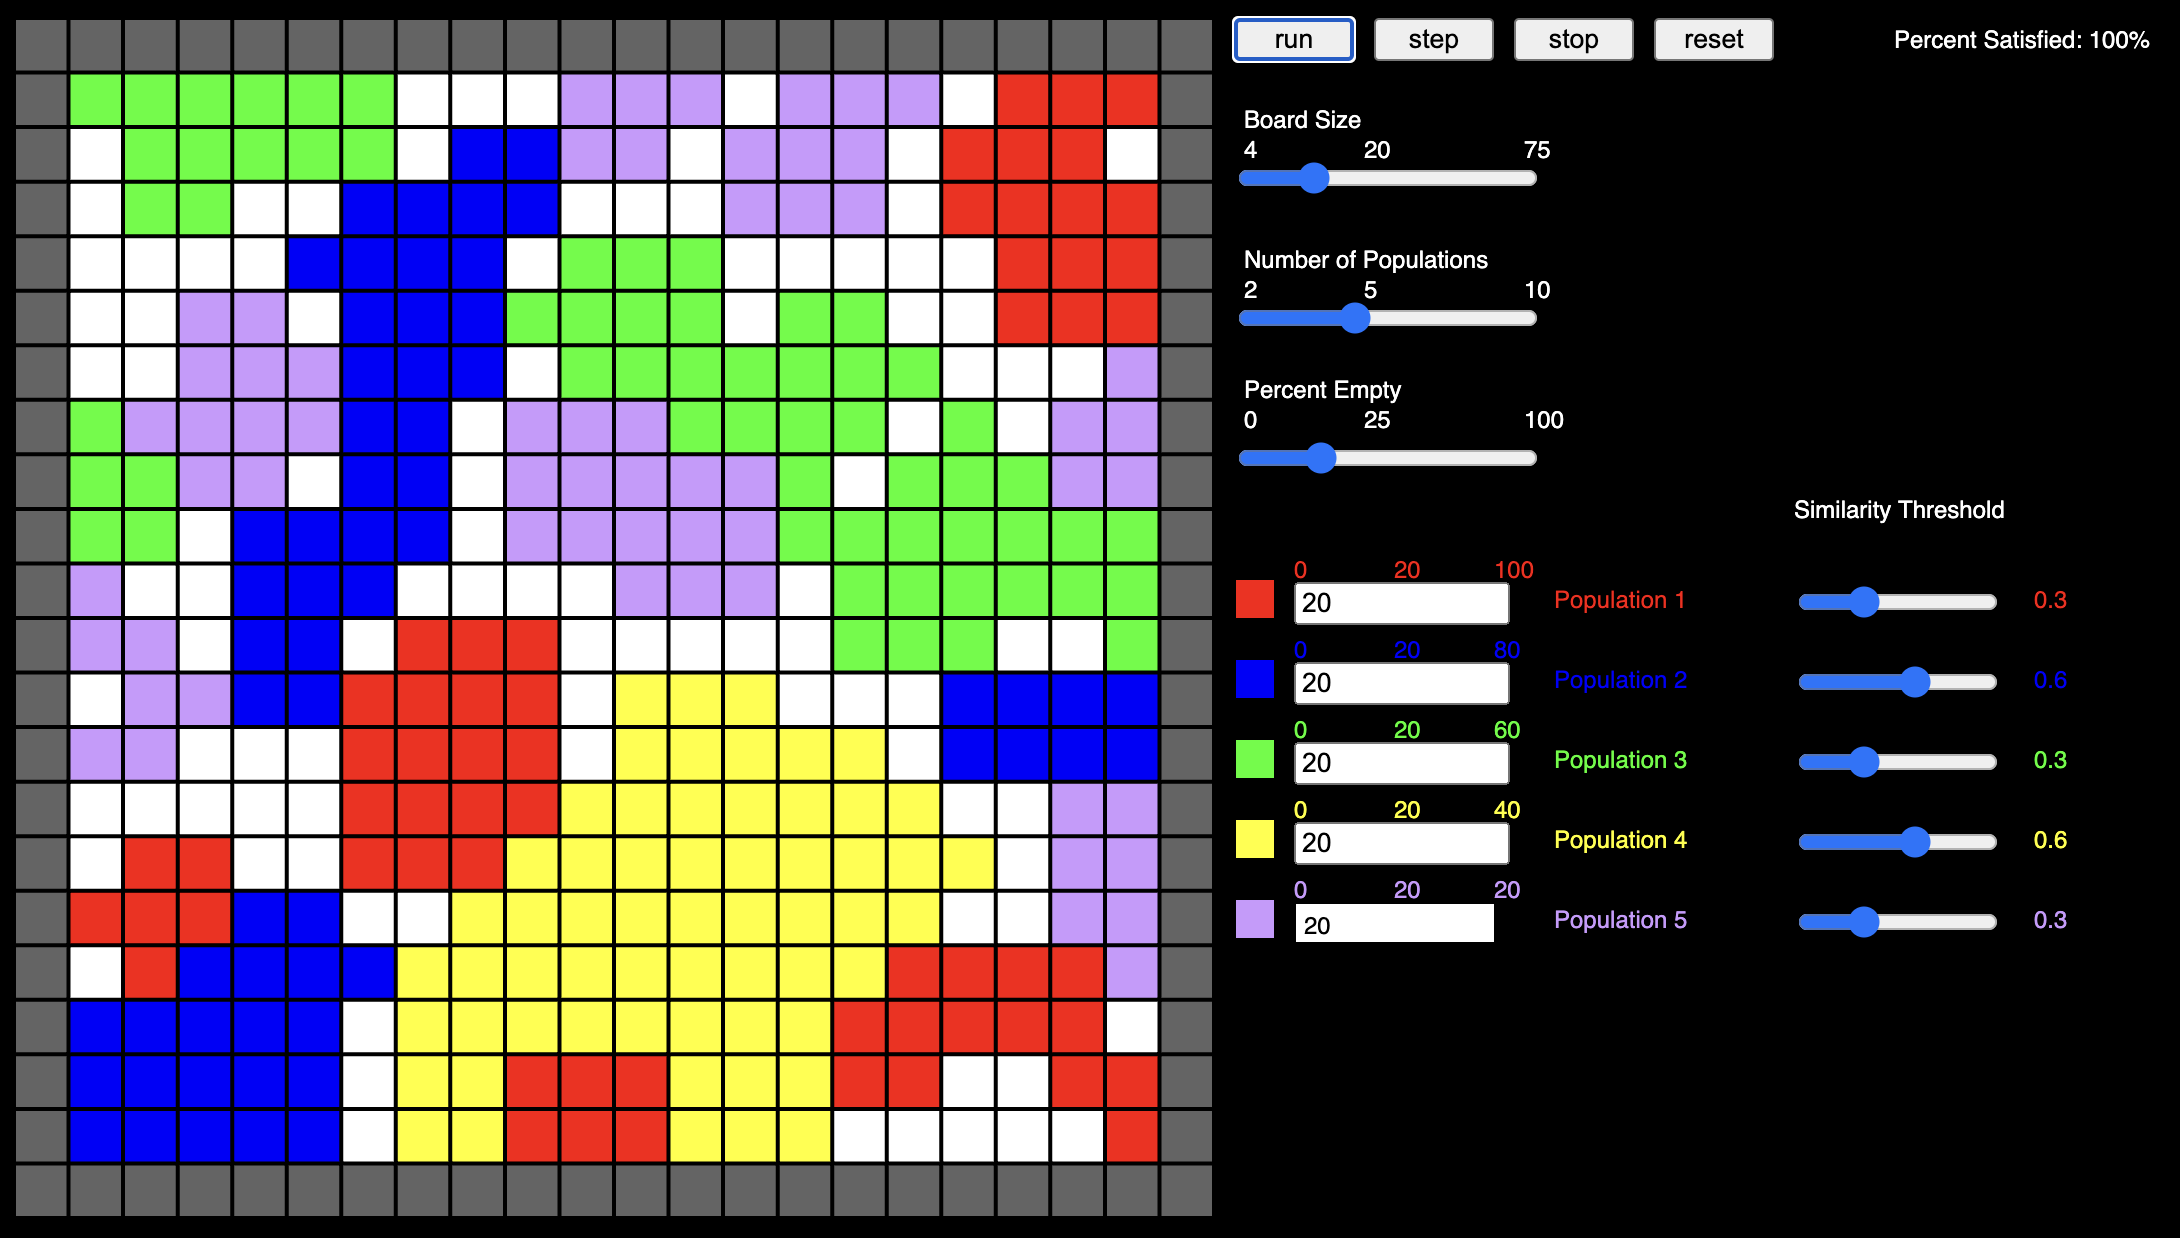 run step stop reset Percent Satisfied: 100%
Board Size
4 20 75
Number of Populations
2 5 10
Percent Empty
0 25 100
Similarity Threshold
0 20 100
20 Population 1 0.3
0 20 80
20 Population 2 0.6
0 20 60
20 Population 3 0.3
0 20 40
20 Population 4 0.6
0 20 20
20 Population 5 0.3